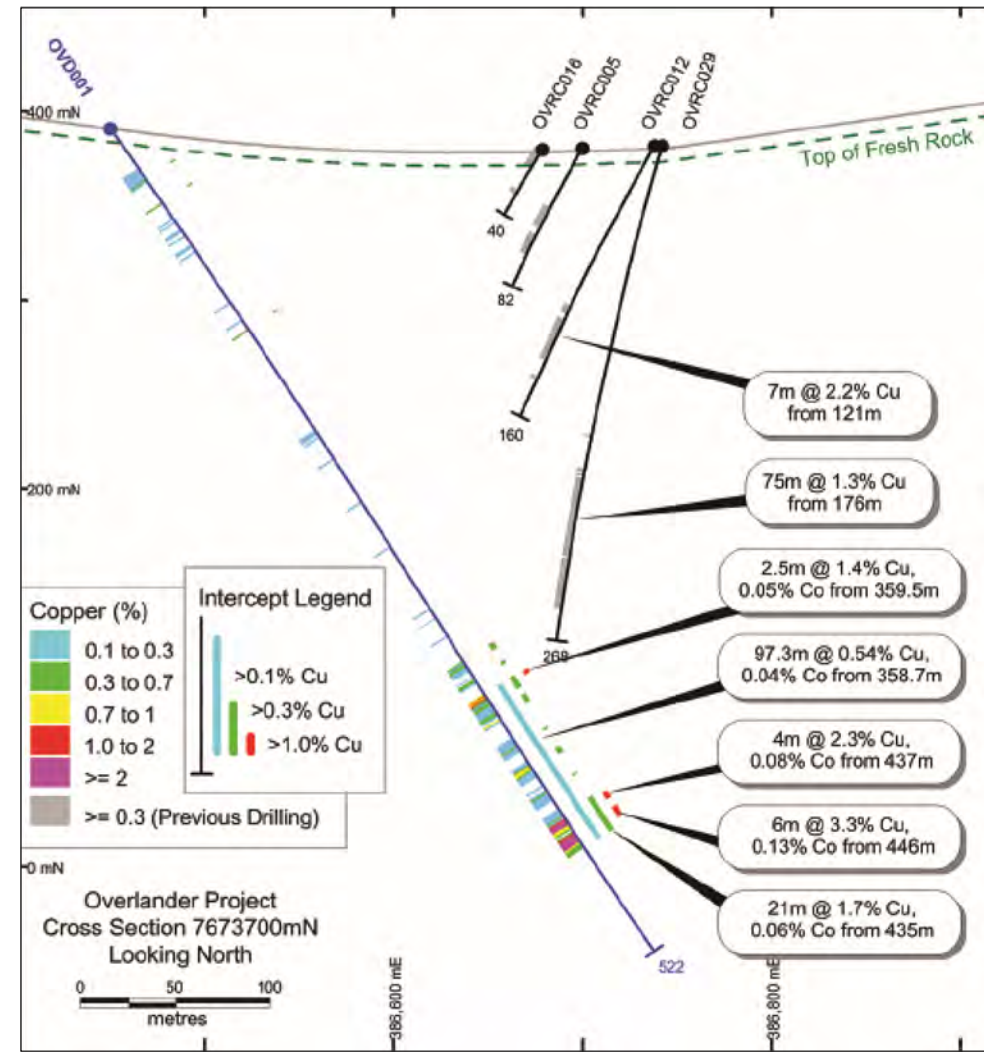 OVD001
OVRC016
OVRC005
OVRC012
OVRC029
400 mN
Top of Fresh Rock
40
82
160
268
7m @ 2.2% Cu
from 121m
75m @ 1.3% Cu
from 176m
200 mN
2.5m @ 1.4% Cu,
0.05% Co from 359.5m
97.3m @ 0.54% Cu,
0.04% Co from 358.7m
4m @ 2.3% Cu,
0.08% Co from 437m
6m @ 3.3% Cu,
0.13% Co from 446m
21m @ 1.7% Cu,
0.06% Co from 435m
Copper (%)
0.1 to 0.3
0.3 to 0.7
0.7 to 1
1.0 to 2
>= 2
>= 0.3 (Previous Drilling)
Intercept Legend
>0.1% Cu
>0.3% Cu
>1.0% Cu
0 mN
Overlander Project
Cross Section 7673700mN
Looking North
0 50 100
metres
522
386,600 mE
386,800 mE